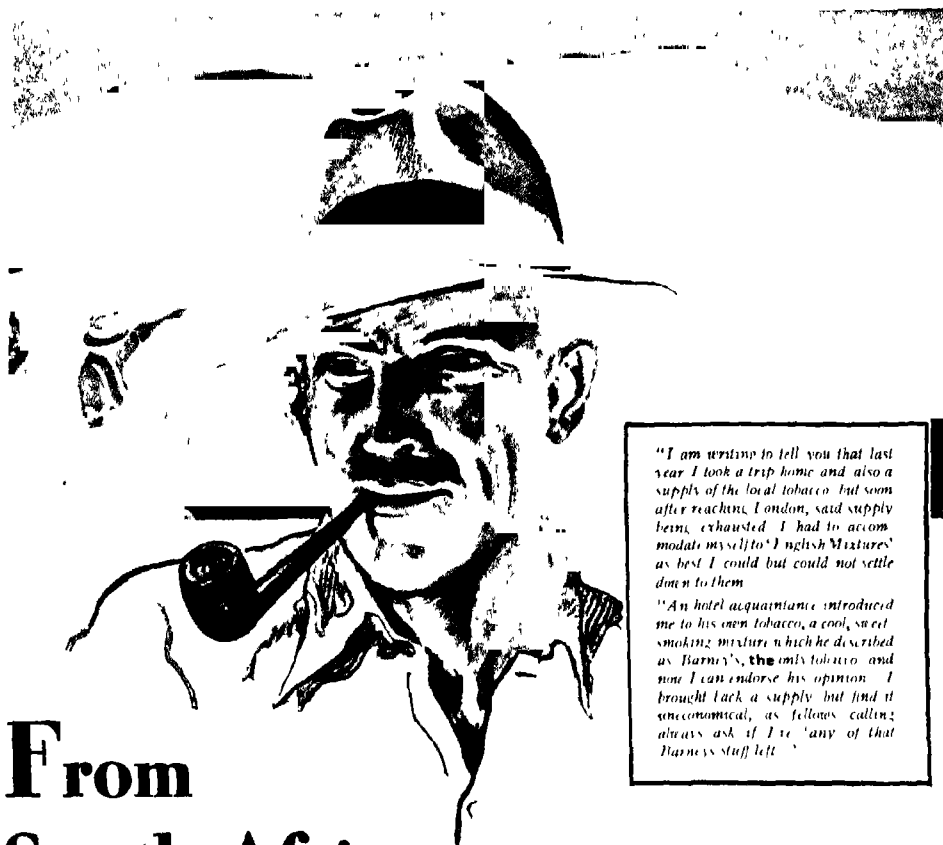 "I am writing to tell you that last
year I took a trip home and also a
supply of the local tobacco but soon
after reaching London, said supply
being exhausted I had to accom
modate myself to 'English Mixtures'
as best I could but could not settle
down to them
"An hotel acquaintance introduced
me to his own tobacco, a cool, sweet
smoking mixture which he described
as Barney's, the only tobacco and
now I can endorse his opinion I
brought back a supply but find it
uneconomical, as fellows calling
always ask if I've 'any of that
Barneys stuff left '
From